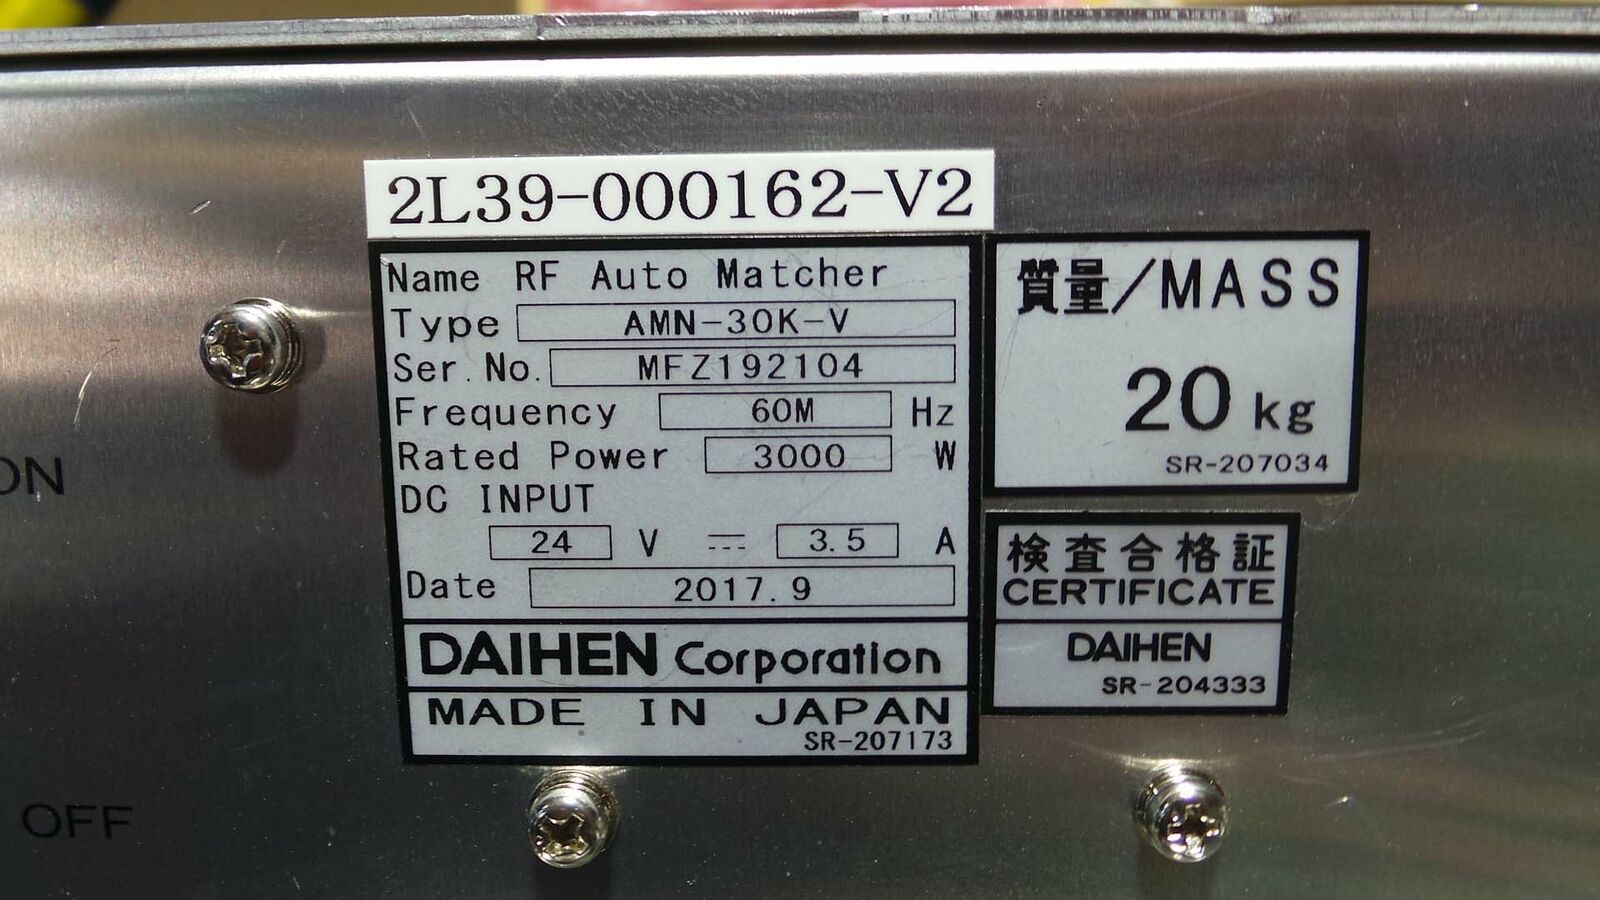 2L39-000162-V2
Name RF Auto Matcher
Type AMN-30K-V
Ser. No. MFZ192104
Frequency 60M Hz
Rated Power 3000 W
DC INPUT
24 V 3.5 A
Date 2017.9
DAIHEN Corporation
MADE IN JAPAN
SR-207173
質量/MASS
20 kg
SR-207034
検査合格証
CERTIFICATE
DAIHEN
SR-204333
ON
OFF